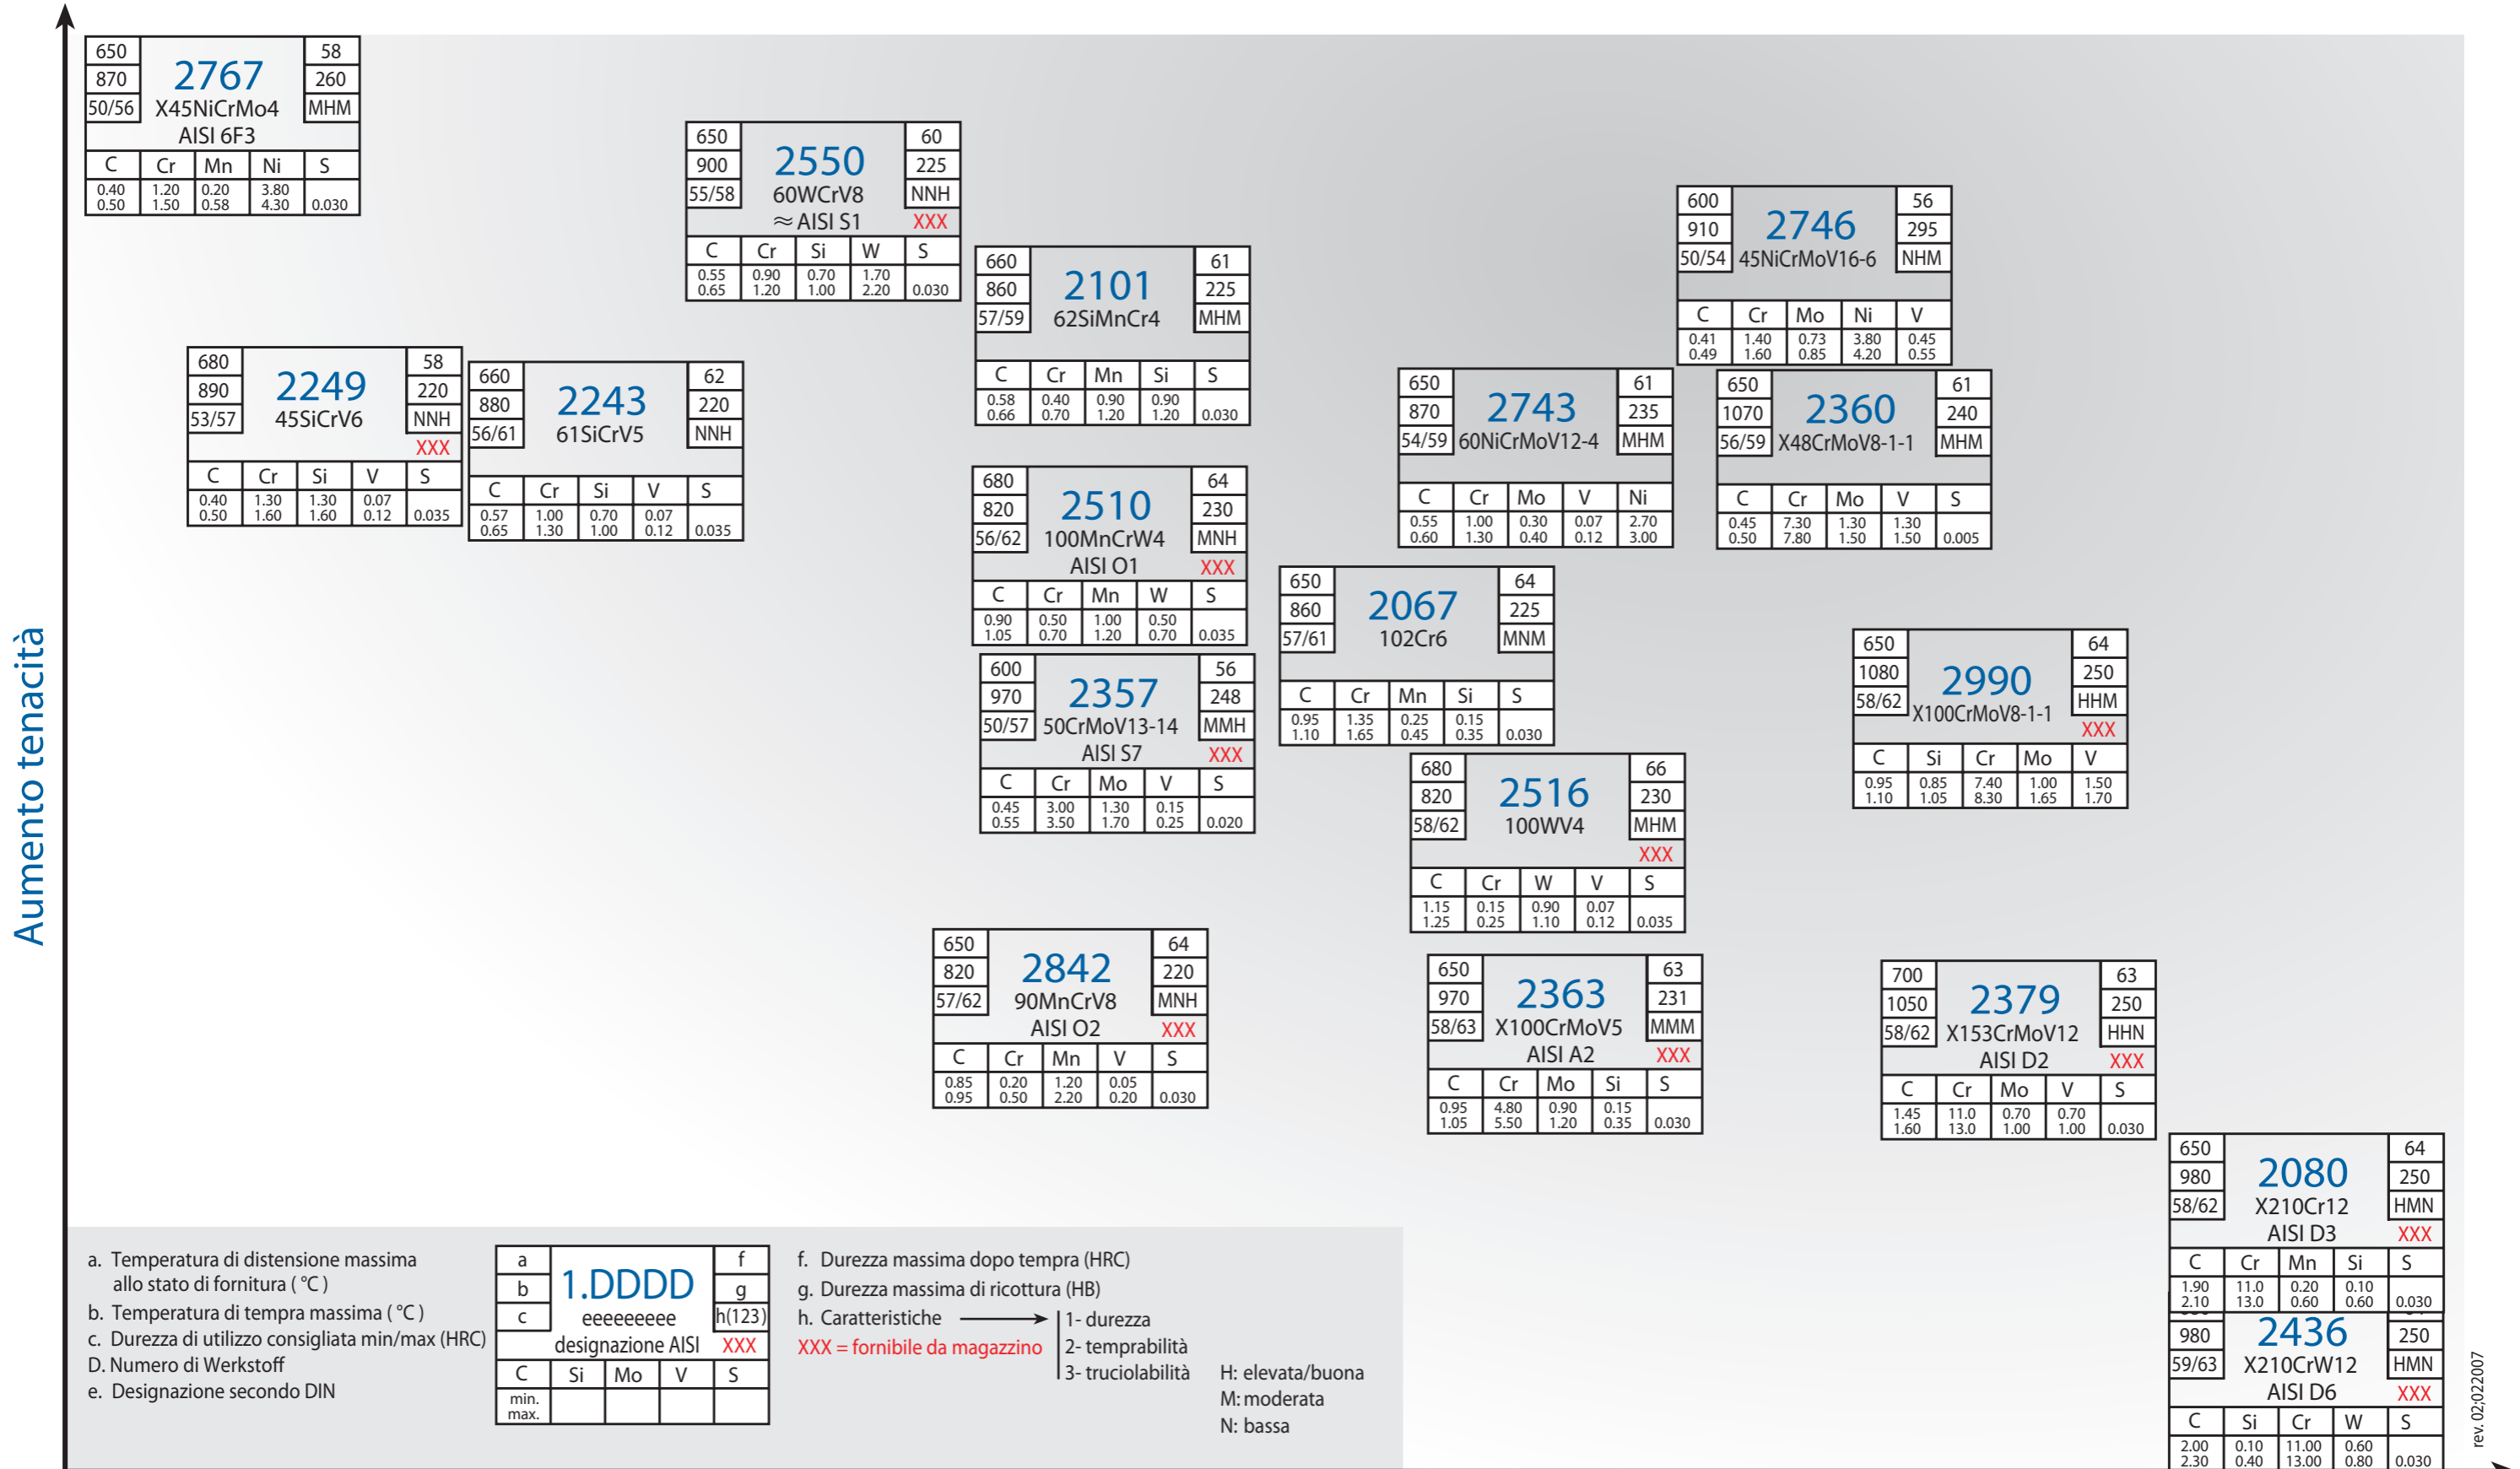 Aumento tenacità
650 58
870 2767 260
50/56 X45NiCrMo4 MHM
AISI 6F3
C Cr Mn Ni S
0.40 1.20 0.20 3.80
0.50 1.50 0.58 4.30 0.030
650 60
900 2550 225
55/58 60WCrV8 NNH
≈ AISI S1 XXX
C Cr Si W S
0.55 0.90 0.70 1.70
0.65 1.20 1.00 2.20 0.030
600 56
910 2746 295
50/54 45NiCrMoV16-6 NHM
C Cr Mo Ni V
0.41 1.40 0.73 3.80 0.45
0.49 1.60 0.85 4.20 0.55
660 61
860 2101 225
57/59 62SiMnCr4 MHM
C Cr Mn Si S
0.58 0.40 0.90 0.90
0.66 0.70 1.20 1.20 0.030
680 58
890 2249 220
53/57 45SiCrV6 NNH
XXX
C Cr Si V S
0.40 1.30 1.30 0.07
0.50 1.60 1.60 0.12 0.035
660 62
880 2243 220
56/61 61SiCrV5 NNH
C Cr Si V S
0.57 1.00 0.70 0.07
0.65 1.30 1.00 0.12 0.035
650 61
870 2743 235
54/59 60NiCrMoV12-4 MHM
C Cr Mo V Ni
0.55 1.00 0.30 0.07 2.70
0.60 1.30 0.40 0.12 3.00
650 61
1070 2360 240
56/59 X48CrMoV8-1-1 MHM
C Cr Mo V S
0.45 7.30 1.30 1.30
0.50 7.80 1.50 1.50 0.005
680 64
820 2510 230
56/62 100MnCrW4 MNH
AISI O1 XXX
C Cr Mn W S
0.90 0.50 1.00 0.50
1.05 0.70 1.20 0.70 0.035
650 64
860 2067 225
57/61 102Cr6 MNM
C Cr Mn Si S
0.95 1.35 0.25 0.15
1.10 1.65 0.45 0.35 0.030
600 56
970 2357 248
50/57 50CrMoV13-14 MMH
AISI S7 XXX
C Cr Mo V S
0.45 3.00 1.30 0.15
0.55 3.50 1.70 0.25 0.020
650 64
1080 2990 250
58/62 X100CrMoV8-1-1 HHM
XXX
C Si Cr Mo V
0.95 0.85 7.40 1.00 1.50
1.10 1.05 8.30 1.65 1.70
680 66
820 2516 230
58/62 100WV4 MHM
XXX
C Cr W V S
1.15 0.15 0.90 0.07
1.25 0.25 1.10 0.12 0.035
650 64
820 2842 220
57/62 90MnCrV8 MNH
AISI O2 XXX
C Cr Mn V S
0.85 0.20 1.20 0.05
0.95 0.50 2.20 0.20 0.030
650 63
970 2363 231
58/63 X100CrMoV5 MMM
AISI A2 XXX
C Cr Mo Si S
0.95 4.80 0.90 0.15
1.05 5.50 1.20 0.35 0.030
700 63
1050 2379 250
58/62 X153CrMoV12 HHN
AISI D2 XXX
C Cr Mo V S
1.45 11.0 0.70 0.70
1.60 13.0 1.00 1.00 0.030
650 64
980 2080 250
58/62 X210Cr12 HMN
AISI D3 XXX
C Cr Mn Si S
1.90 11.0 0.20 0.10
2.10 13.0 0.60 0.60 0.030
980 2436 250
59/63 X210CrW12 HMN
AISI D6 XXX
C Si Cr W S
2.00 0.10 11.00 0.60
2.30 0.40 13.00 0.80 0.030
a. Temperatura di distensione massima
allo stato di fornitura ( °C )
b. Temperatura di tempra massima ( °C )
c. Durezza di utilizzo consigliata min/max (HRC)
D. Numero di Werkstoff
e. Designazione secondo DIN
a f
b 1.DDDD g
c eeeeeeeee h(123)
designazione AISI XXX
C Si Mo V S
min.
max.
f. Durezza massima dopo tempra (HRC)
g. Durezza massima di ricottura (HB)
h. Caratteristiche 1- durezza
XXX = fornibile da magazzino 2- temprabilità
3- truciolabilità H: elevata/buona
M: moderata
N: bassa
rev. 02;022007